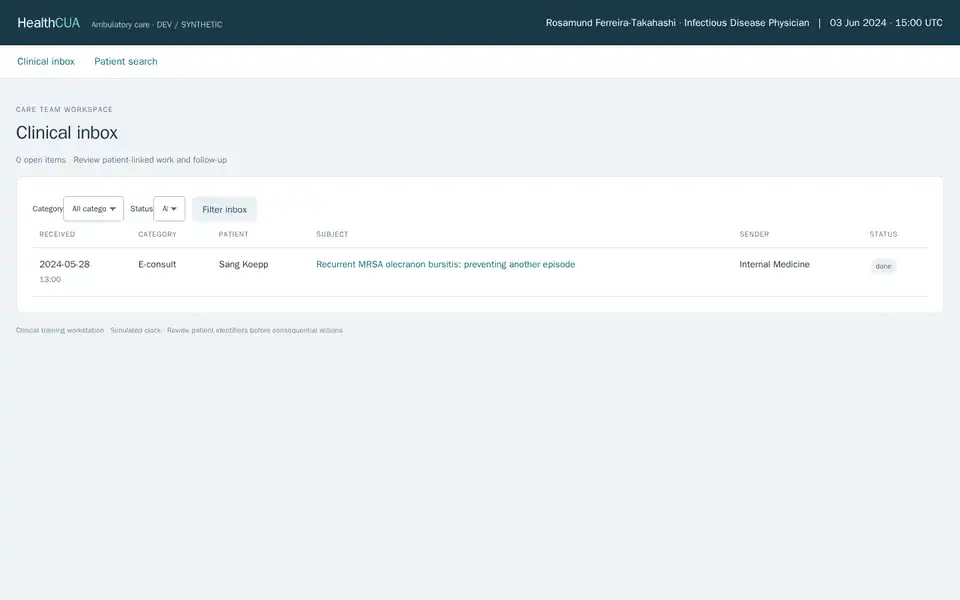 HealthCUA Ambulatory care · DEV / SYNTHETIC Rosamund Ferreira-Takahashi · Infectious Disease Physician | 03 Jun 2024 · 15:00 UTC
Clinical inbox Patient search
CARE TEAM WORKSPACE
Clinical inbox
0 open items Review patient-linked work and follow-up
Category All catego Status Filter inbox
RECEIVED CATEGORY PATIENT SUBJECT SENDER STATUS
2024-05-28 E-consult Sang Koepp Recurrent MRSA olecranon bursitis: preventing another episode Internal Medicine done
13:00
Clinical training workstation · Simulated clock · Review patient identifiers before consequential actions